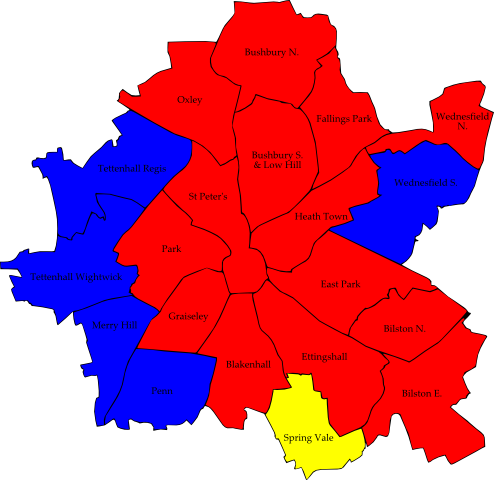 Bushbury N.
Oxley
Fallings Park
Wednesfield
N.
Bushbury S.
& Low Hill
Tettenhall Regis
Wednesfield S.
St Peter's
Heath Town
Park
Tettenhall Wightwick
East Park
Graiseley
Merry Hill
Bilston N.
Ettingshall
Blakenhall
Penn
Bilston E.
Spring Vale